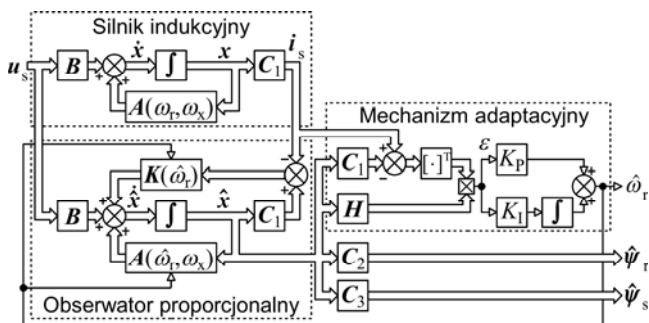 Silnik indukcyjny
u_s B ẋ ∫ x C₁ i_s
+ +
A(ω_r, ω_x)
Mechanizm adaptacyjny
K(ω̂_r) C₁ + − [·]ᵀ ε K_P + ω̂_r
− +
+ + +
B x̂̇ ∫ x̂ C₁ H K_I ∫ +
A(ω̂_r, ω_x) C₂ ψ̂_r
Obserwator proporcjonalny C₃ ψ̂_s